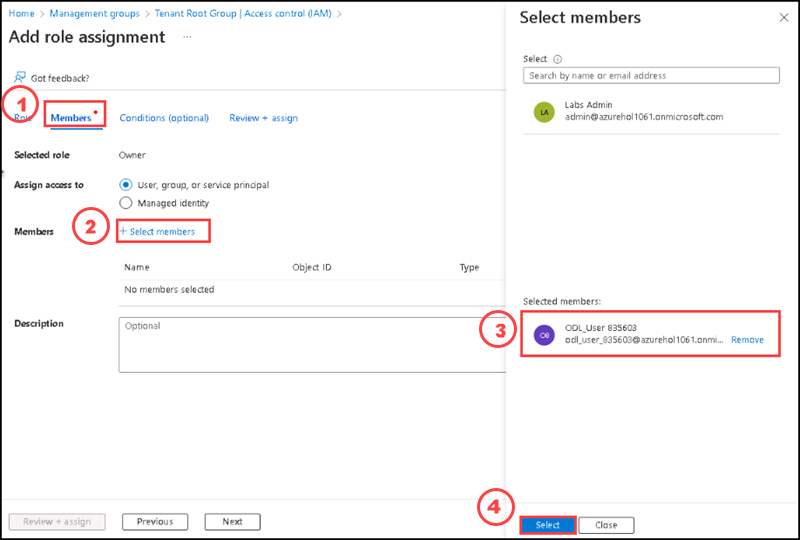 Home > Management groups > Tenant Root Group | Access control (IAM) >
Add role assignment ...
Got feedback?
1
Role Members * Conditions (optional) Review + assign
Selected role Owner
Assign access to User, group, or service principal
Managed identity
2
Members + Select members
Name Object ID Type
No members selected
Description Optional
Review + assign Previous Next
Select members
Select
Search by name or email address
LA Labs Admin
admin@azurehol1061.onmicrosoft.com
Selected members:
3
ODL_User 835603
odl_user_835603@azurehol1061.onmi... Remove
4
Select Close